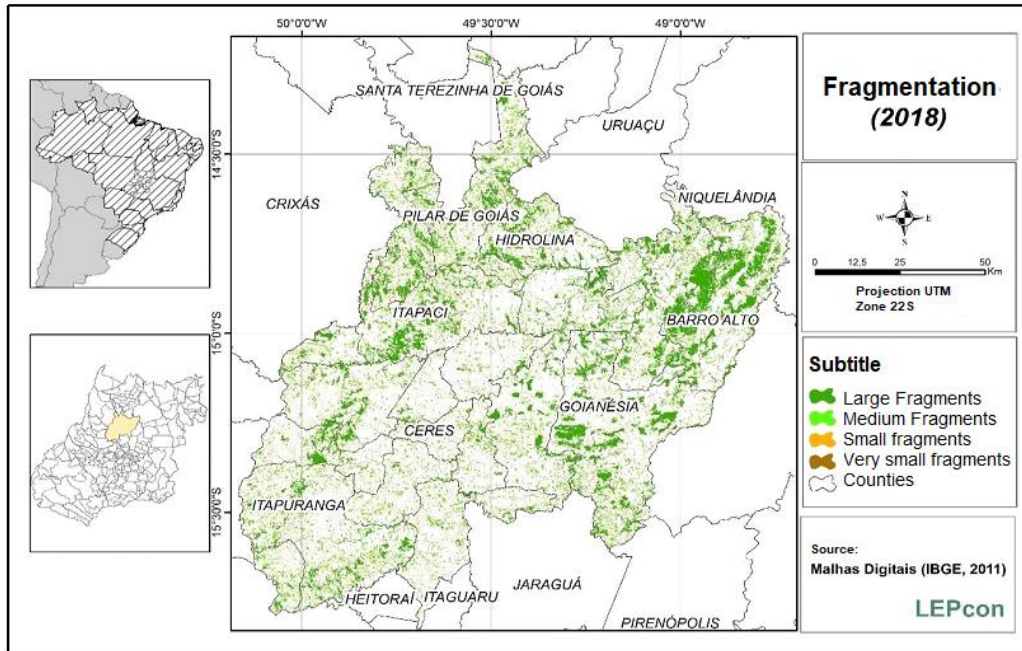 50°0'0"W
49°30'0"W
49°0'0"W
14°30'0"S
15°0'0"S
15°30'0"S
SANTA TEREZINHA DE GOIÁS
URUAÇU
CRIXÁS
NIQUELÂNDIA
PILAR DE GOIÁS
HIDROLINA
ITAPACI
BARRO ALTO
GOIANÉSIA
CERES
ITAPURANGA
JARAGUÁ
HEITORAÍ
ITAGUARU
PIRENÓPOLIS
Fragmentation
(2018)
N
W E
S
0 12,5 25 50
Km
Projection UTM
Zone 22S
Subtitle
Large Fragments
Medium Fragments
Small fragments
Very small fragments
Counties
Source:
Malhas Digitais (IBGE, 2011)
LEPcon